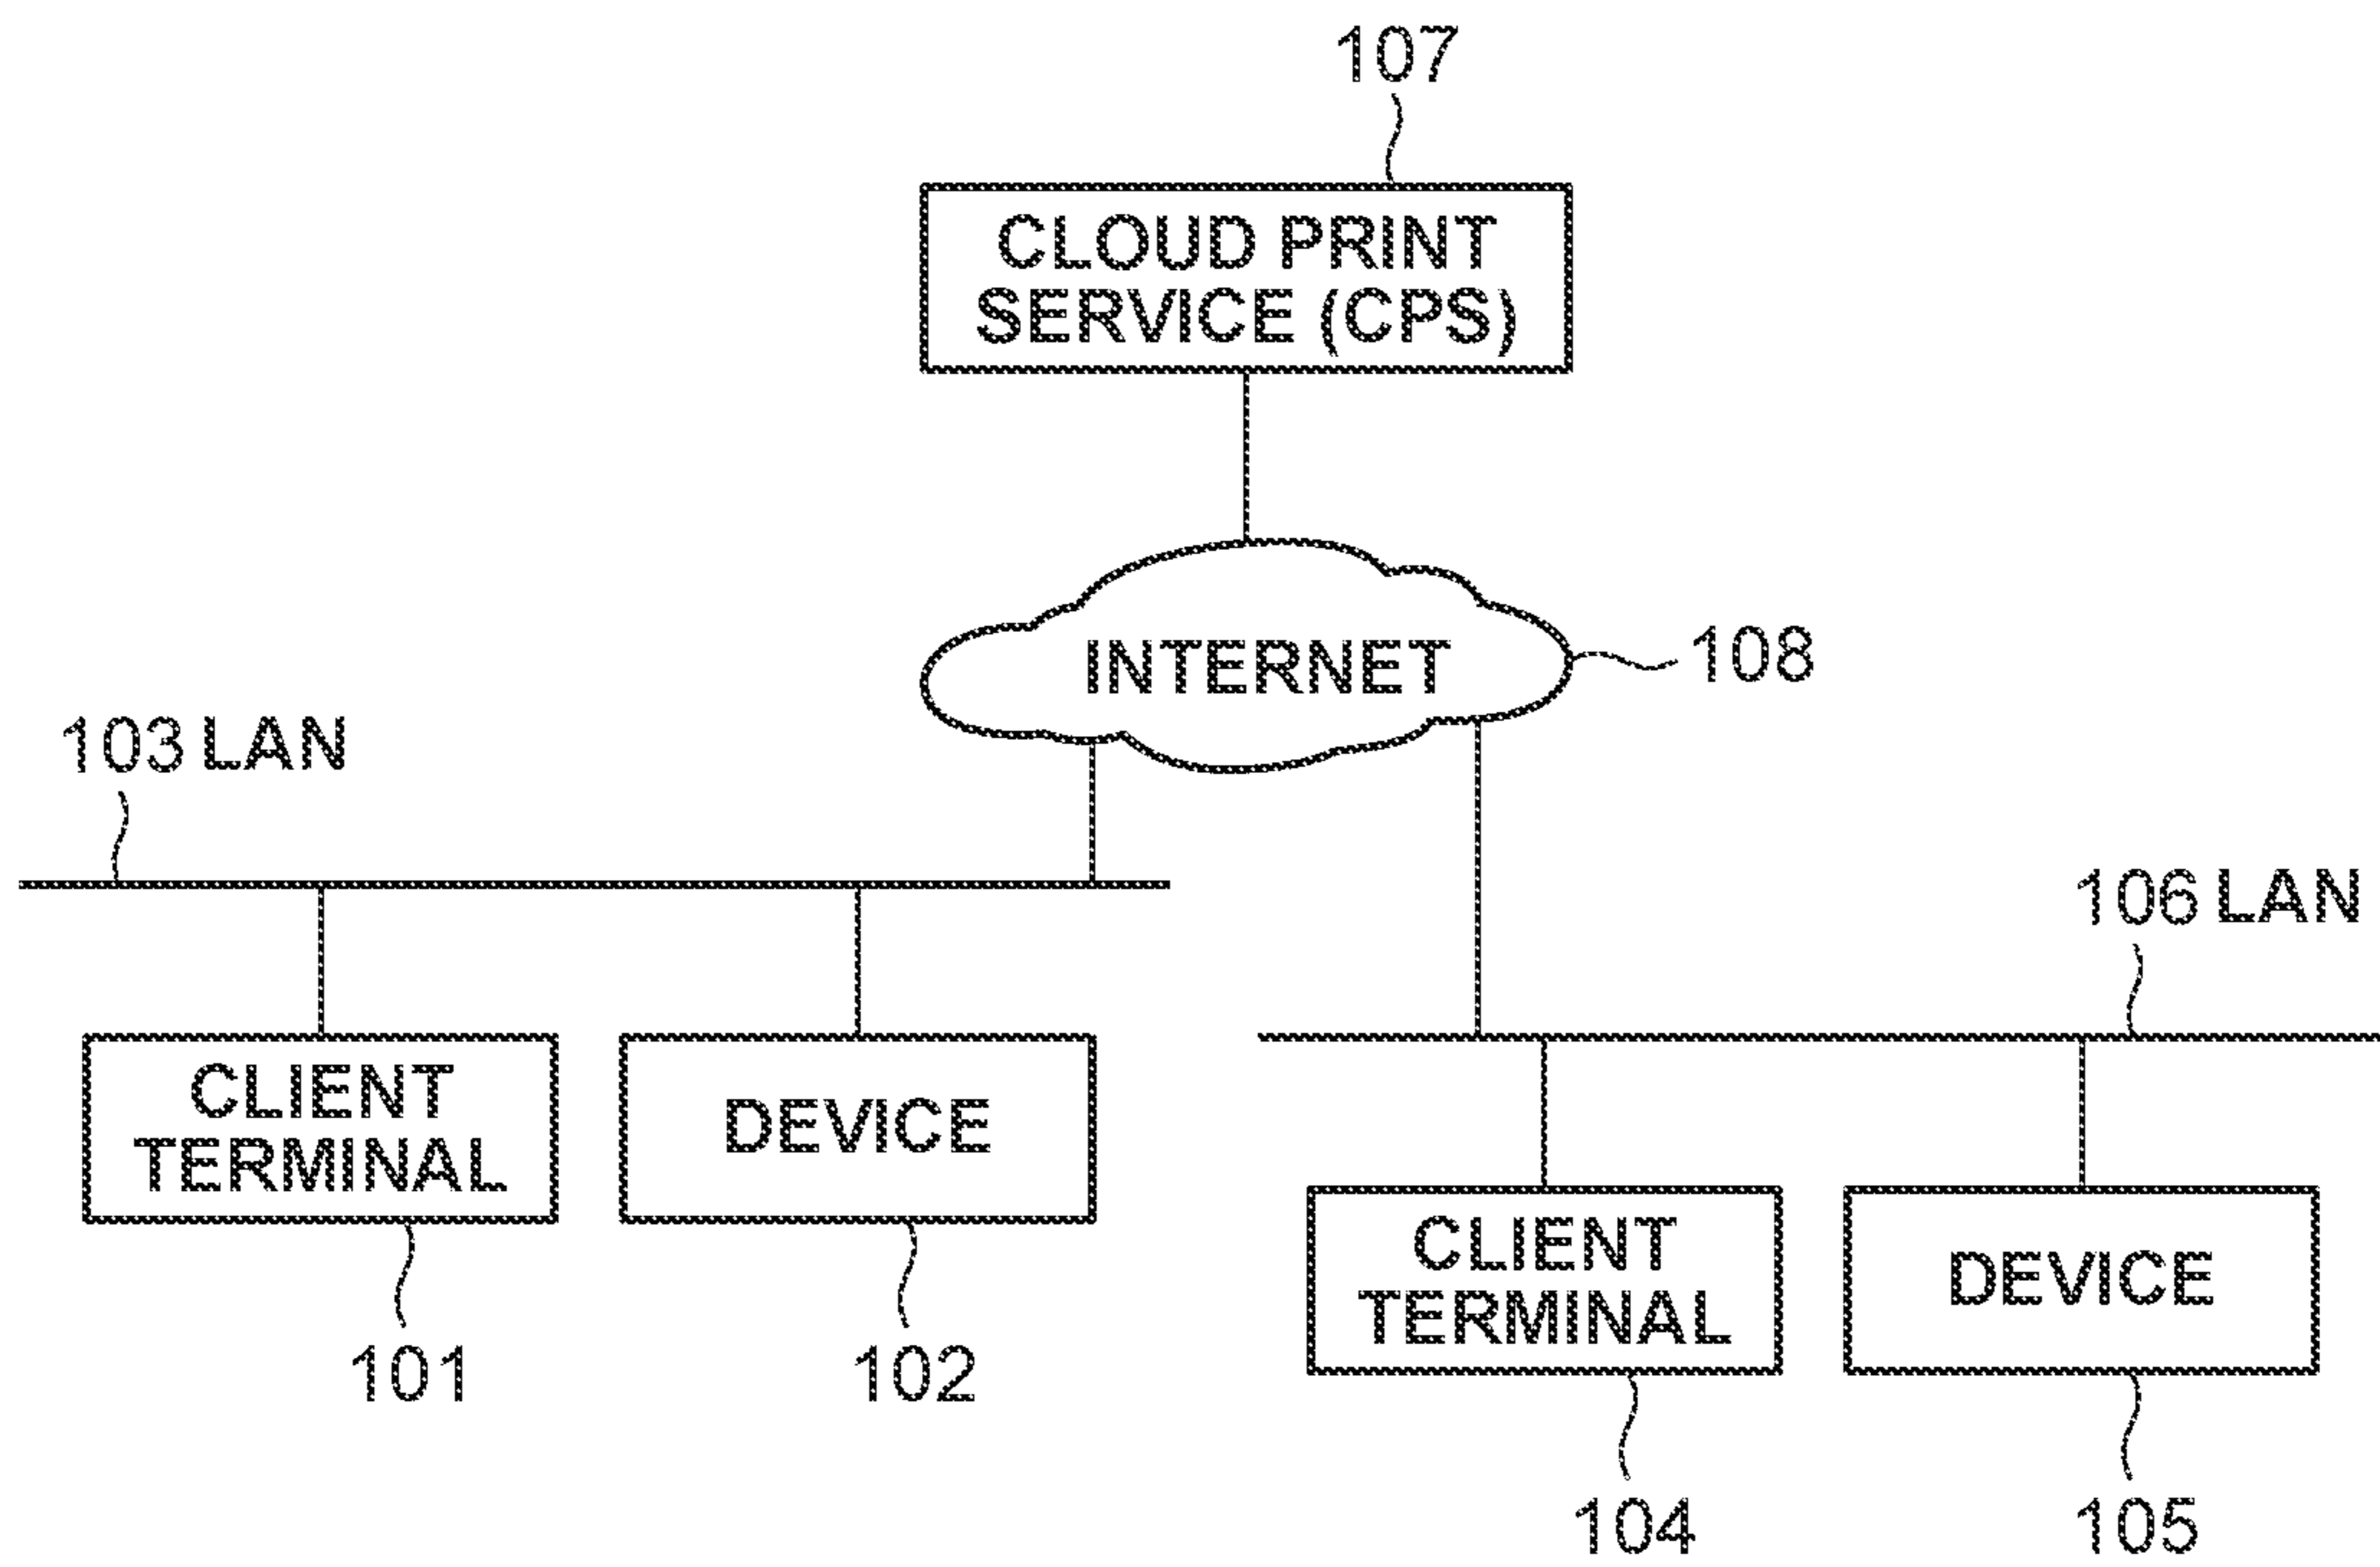 107
CLOUD PRINT
SERVICE (CPS)
INTERNET
108
103 LAN
106 LAN
CLIENT
TERMINAL
DEVICE
101
102
CLIENT
TERMINAL
DEVICE
104
105